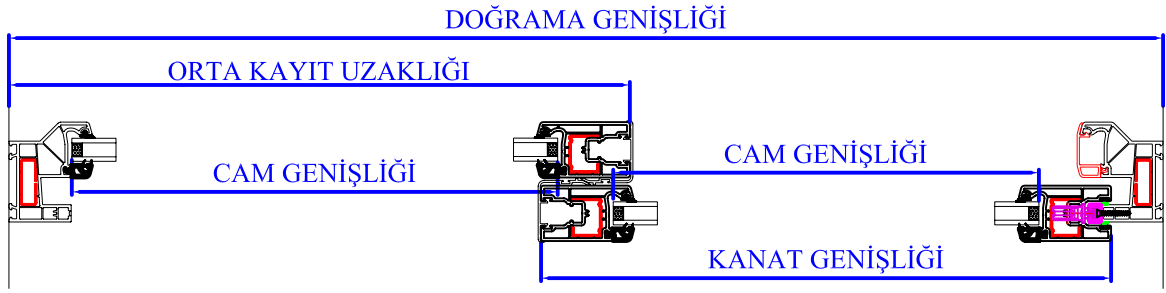 DOĞRAMA GENİŞLİĞİ
ORTA KAYIT UZAKLIĞI
CAM GENİŞLİĞİ
CAM GENİŞLİĞİ
KANAT GENİŞLİĞİ